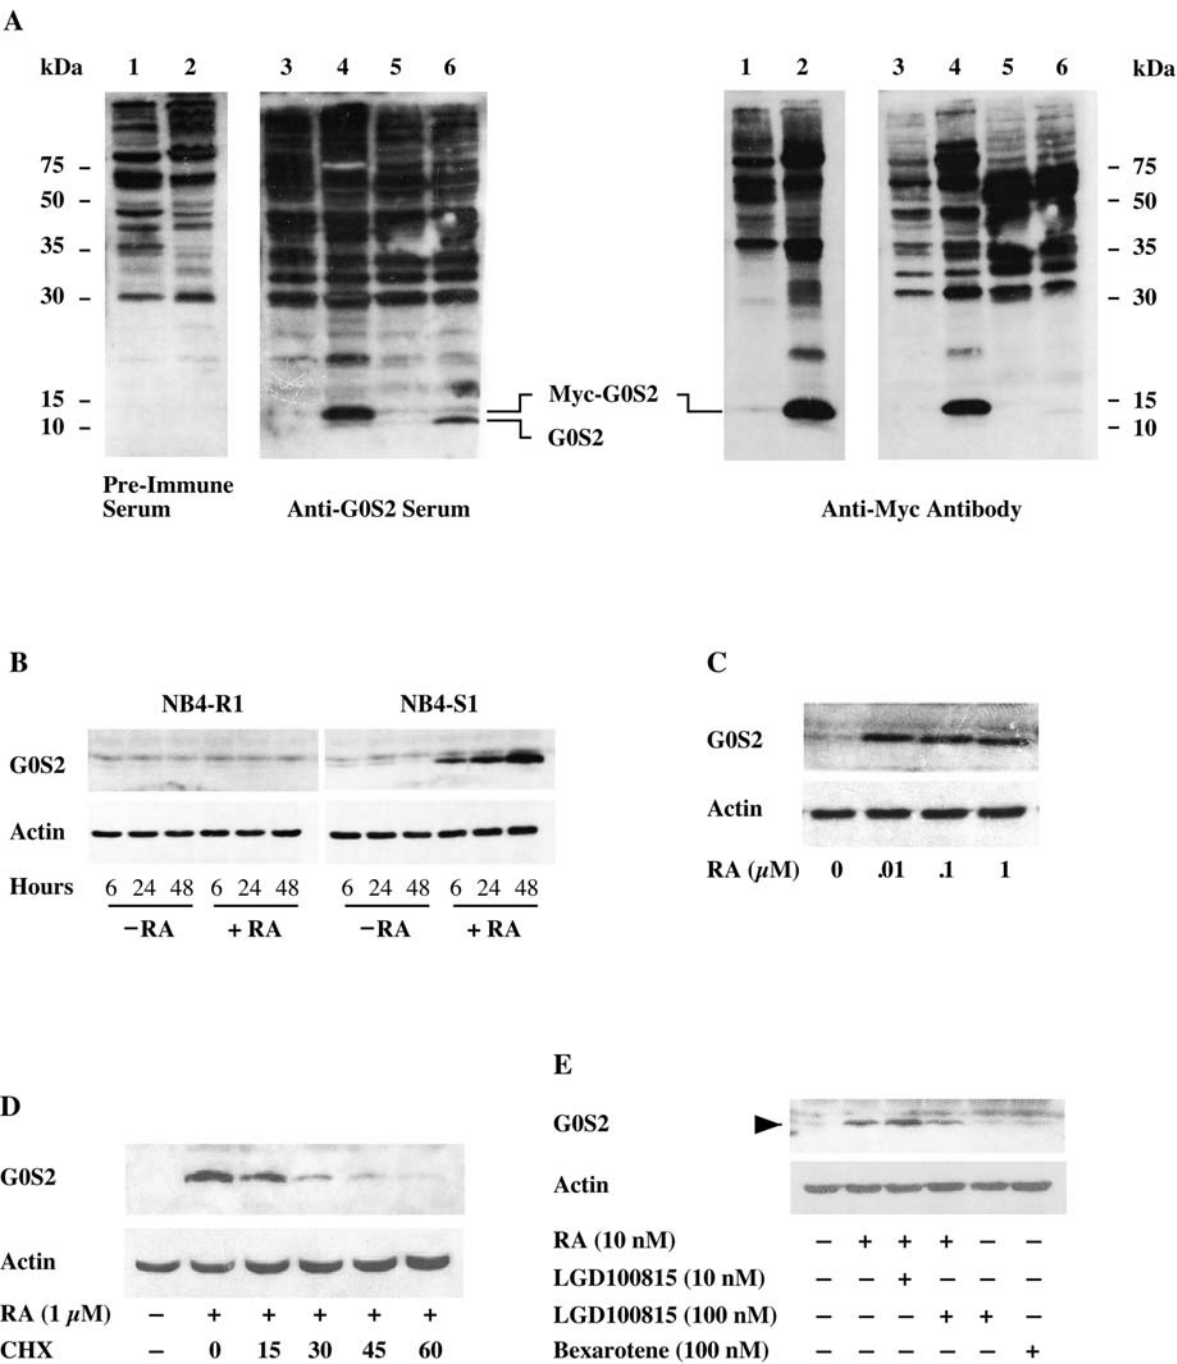 A
kDa 1 2 3 4 5 6 1 2 3 4 5 6 kDa
75 – – 75
50 – – 50
35 – – 35
30 – – 30
15 – Myc-G0S2 – 15
10 – G0S2 – 10
Pre-Immune
Serum
Anti-G0S2 Serum
Anti-Myc Antibody
B
NB4-R1 NB4-S1
G0S2
Actin
Hours 6 24 48 6 24 48 6 24 48 6 24 48
–RA + RA –RA + RA
C
G0S2
Actin
RA (μM) 0 .01 .1 1
D
G0S2
Actin
RA (1 μM) – + + + + +
CHX – 0 15 30 45 60
E
G0S2
Actin
RA (10 nM) – + + + – –
LGD100815 (10 nM) – – + – – –
LGD100815 (100 nM) – – – + + –
Bexarotene (100 nM) – – – – – +